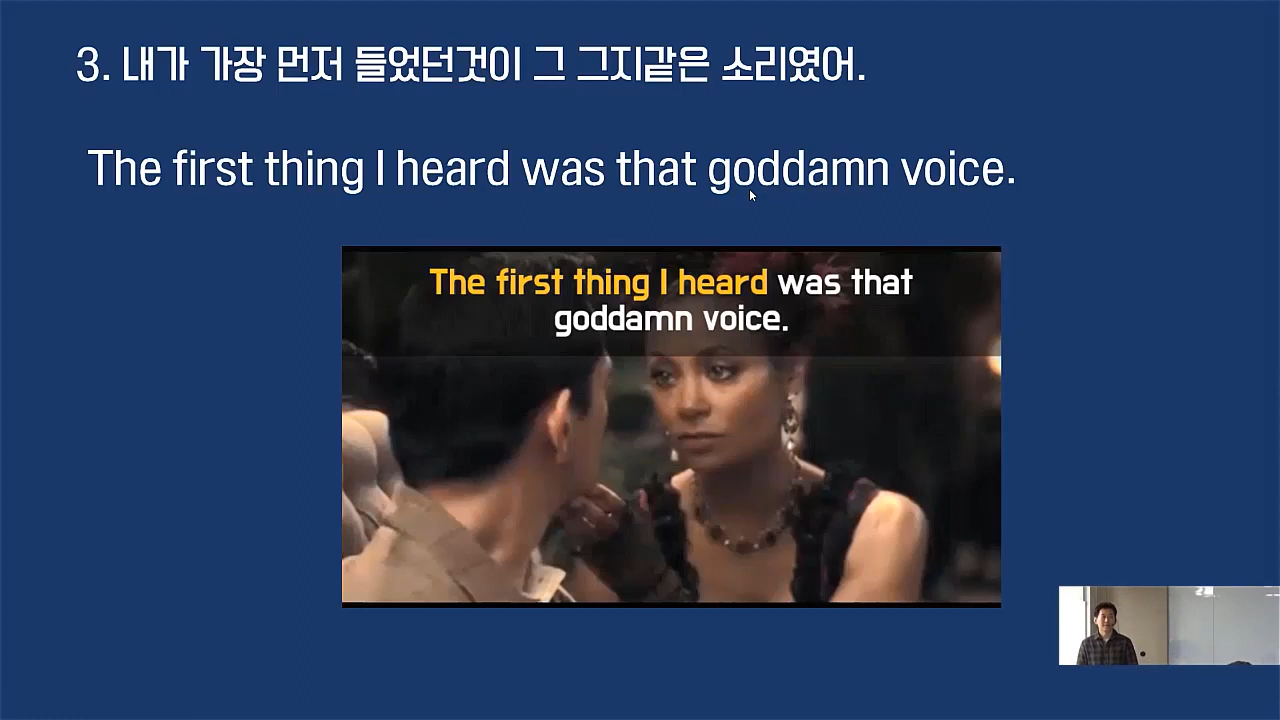 3. 내가 가장 먼저 들었던것이 그 그지같은 소리였어.
The first thing I heard was that goddamn voice.
The first thing I heard was that
goddamn voice.